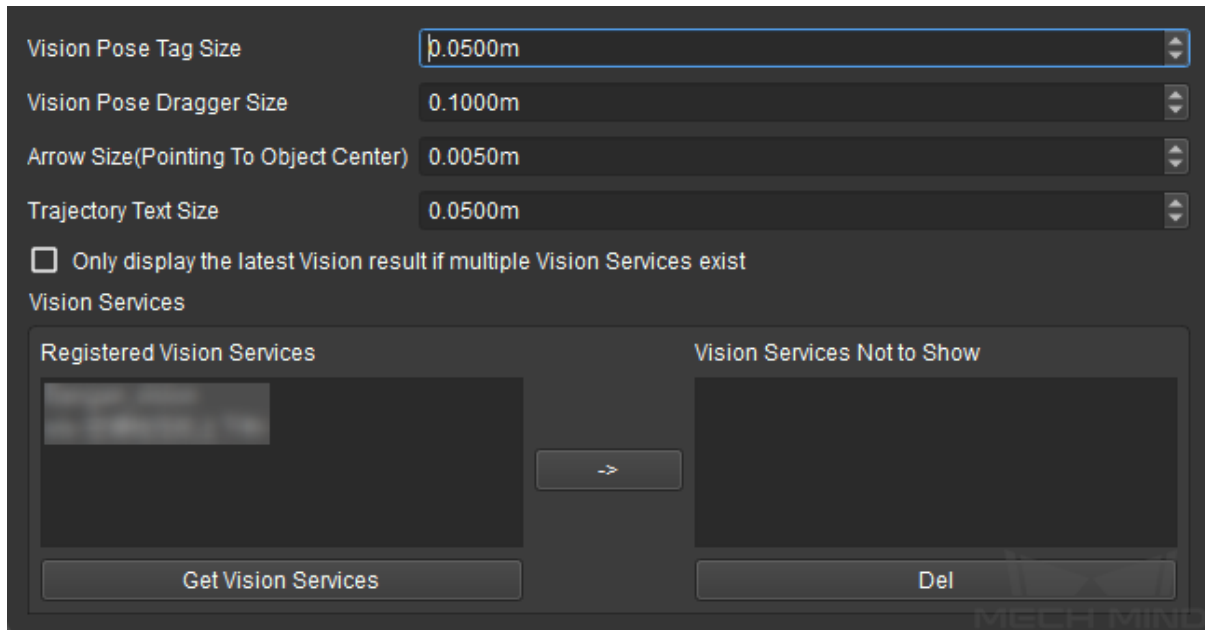 Vision Pose Tag Size 0.0500m
Vision Pose Dragger Size 0.1000m
Arrow Size(Pointing To Object Center) 0.0050m
Trajectory Text Size 0.0500m
Only display the latest Vision result if multiple Vision Services exist
Vision Services
Registered Vision Services Vision Services Not to Show
->
Get Vision Services Del
MECH MIND